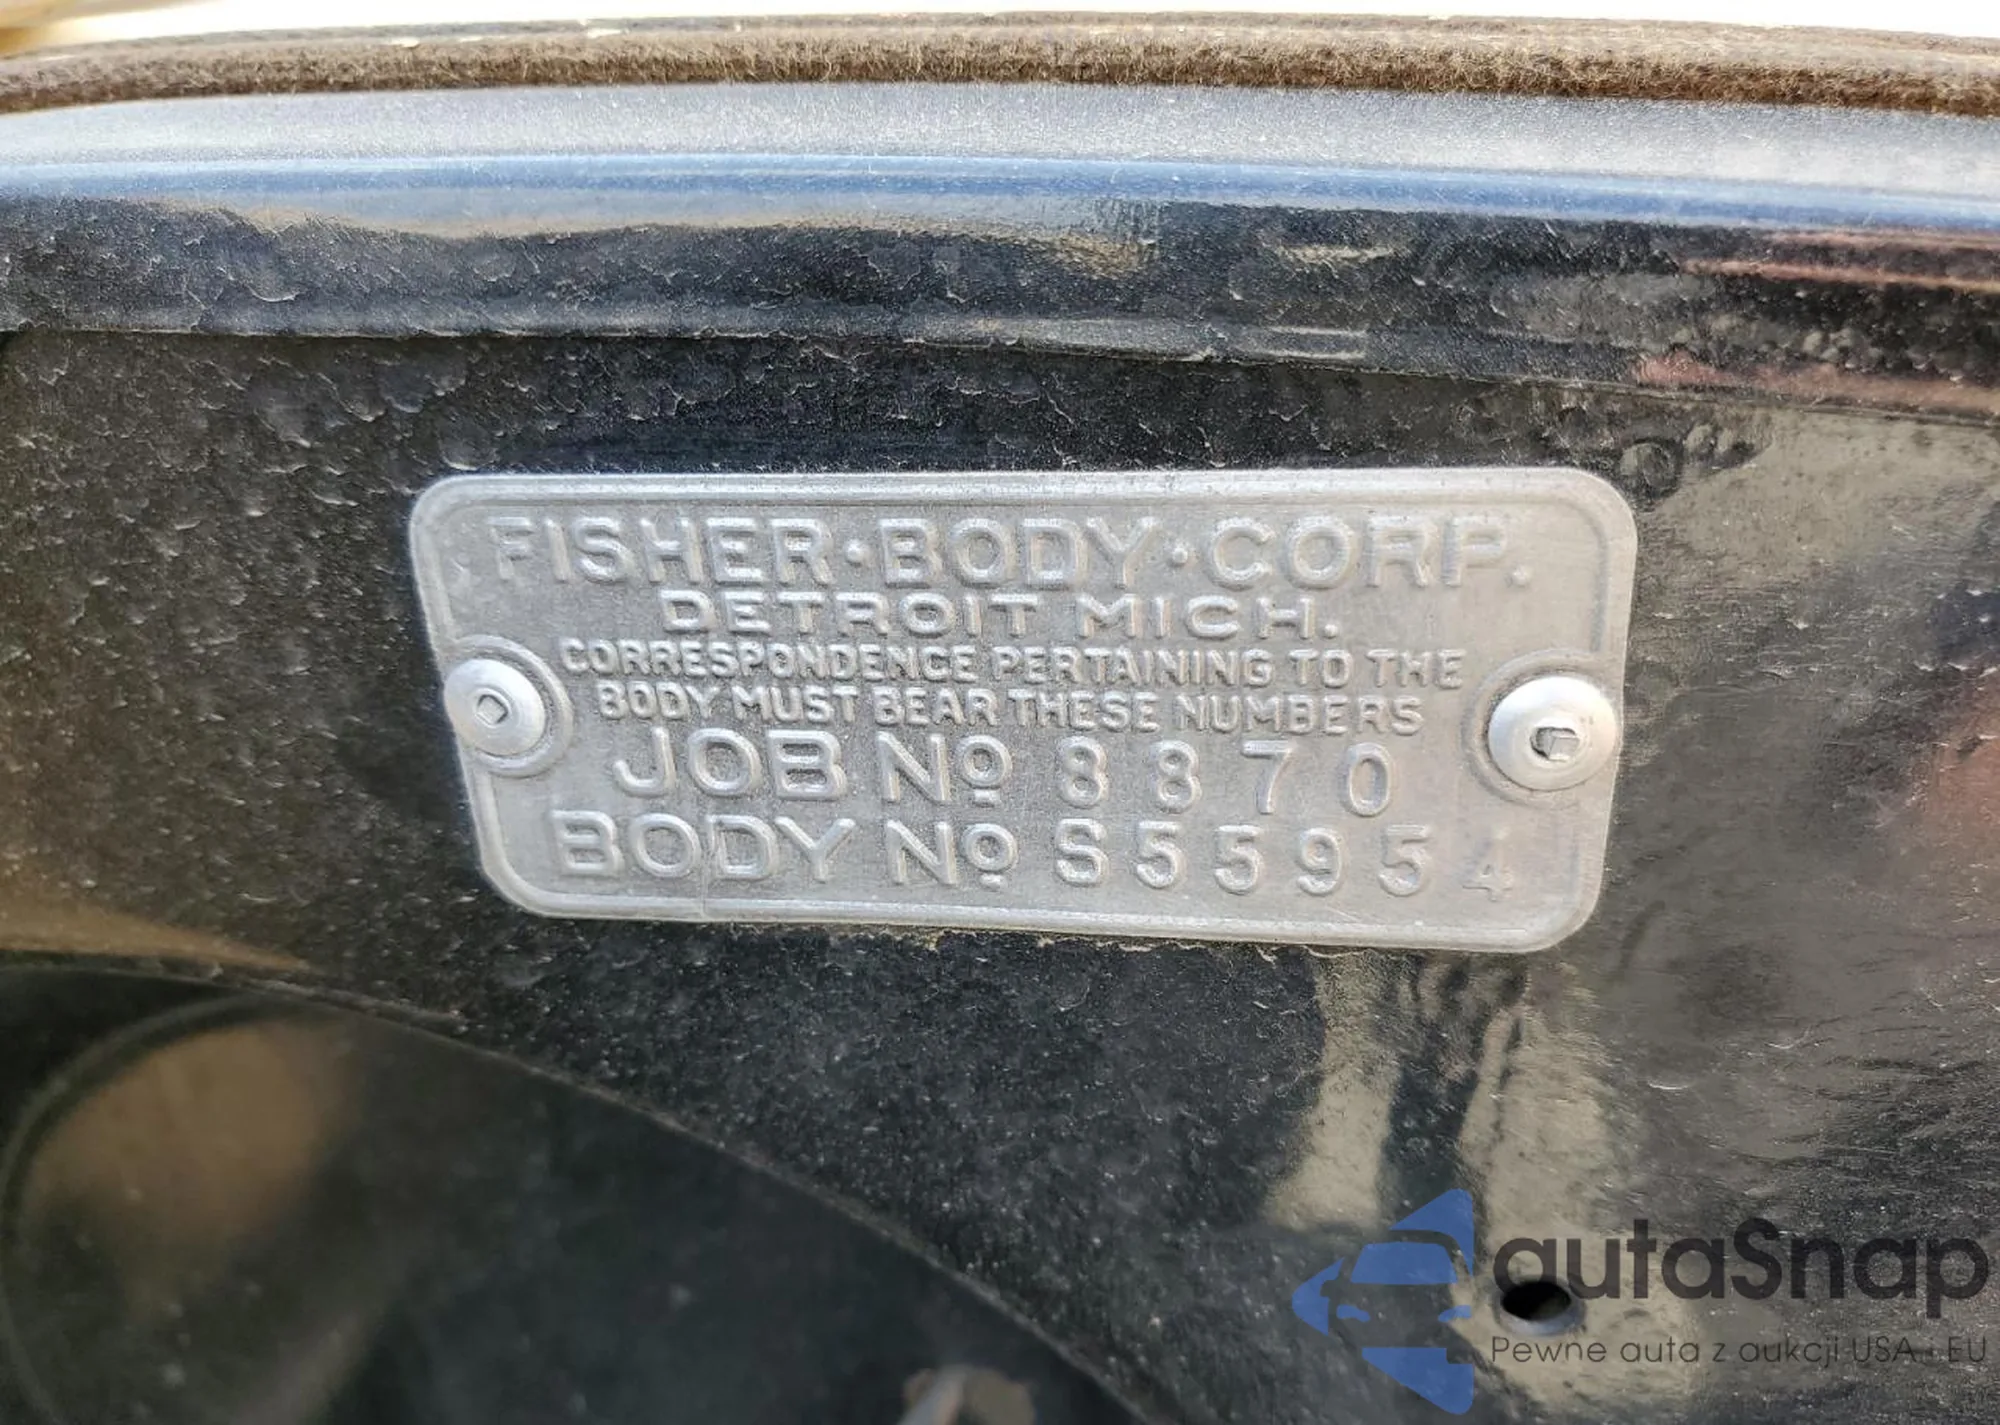 FISHER·BODY·CORP.
DETROIT MICH.
CORRESPONDENCE PERTAINING TO THE
BODY MUST BEAR THESE NUMBERS
JOB No 8870
BODY No S55954
autaSnap
Pewne auta z aukcji USA i EU